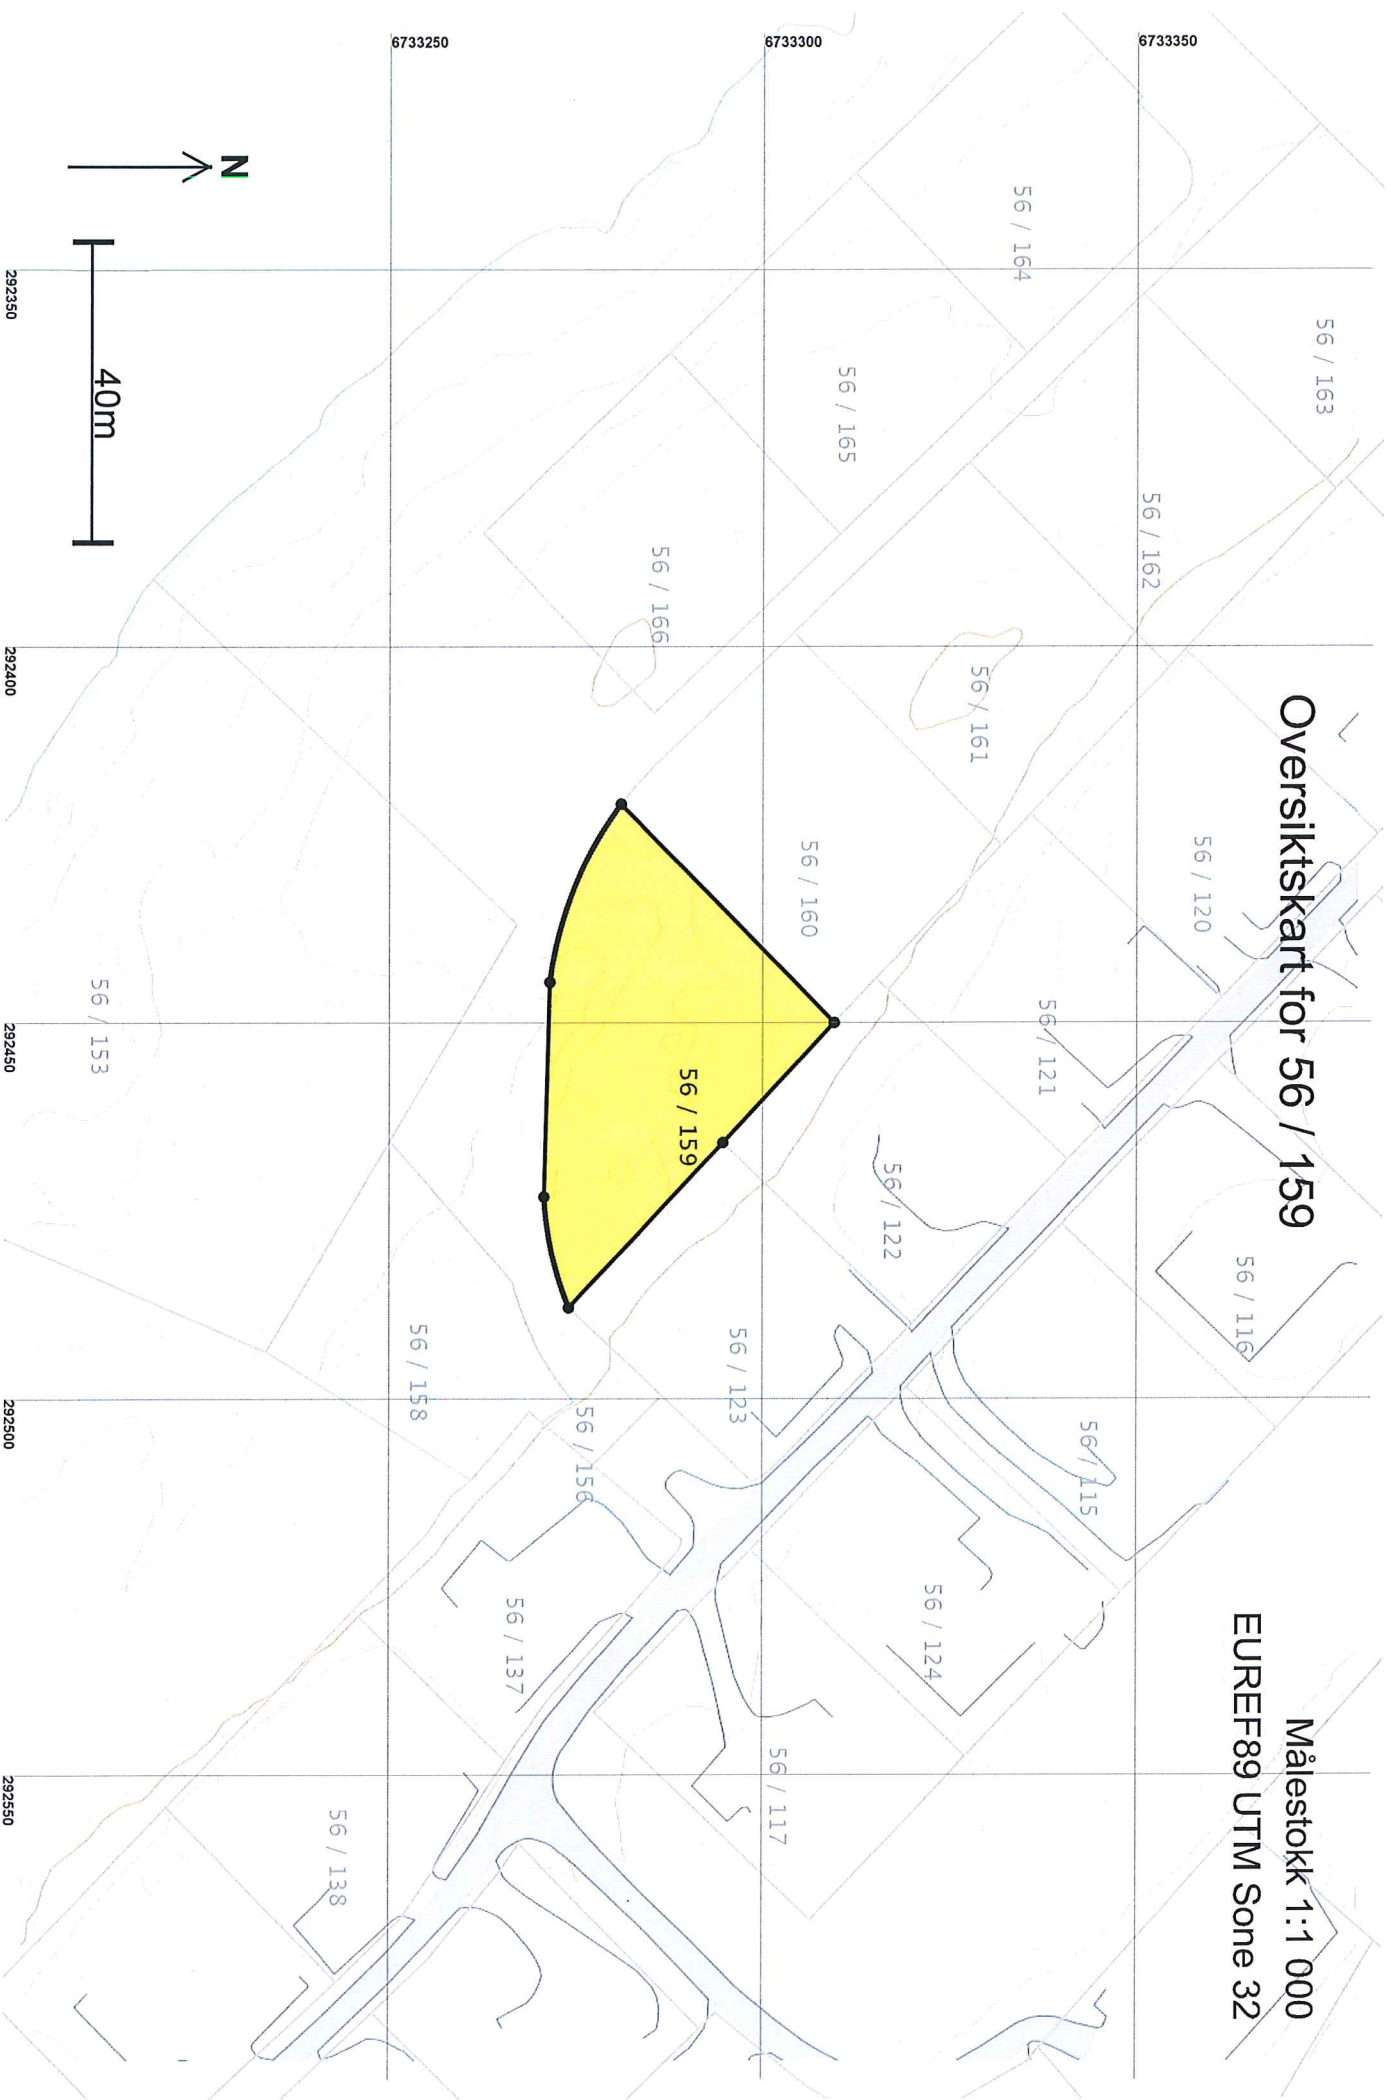 Oversiktskart for 56 / 159
Målestokk 1:1 000
EUREF89 UTM Sone 32
6733350
6733300
6733250
56 / 163
56 / 162
56 / 164
56 / 165
56 / 166
56 / 161
56 / 160
56 / 120
56 / 121
56 / 122
56 / 116
56 / 115
56 / 159
56 / 123
56 / 124
56 / 153
56 / 158
56 / 156
56 / 137
56 / 117
56 / 138
N
40m
292350
292400
292450
292500
292550